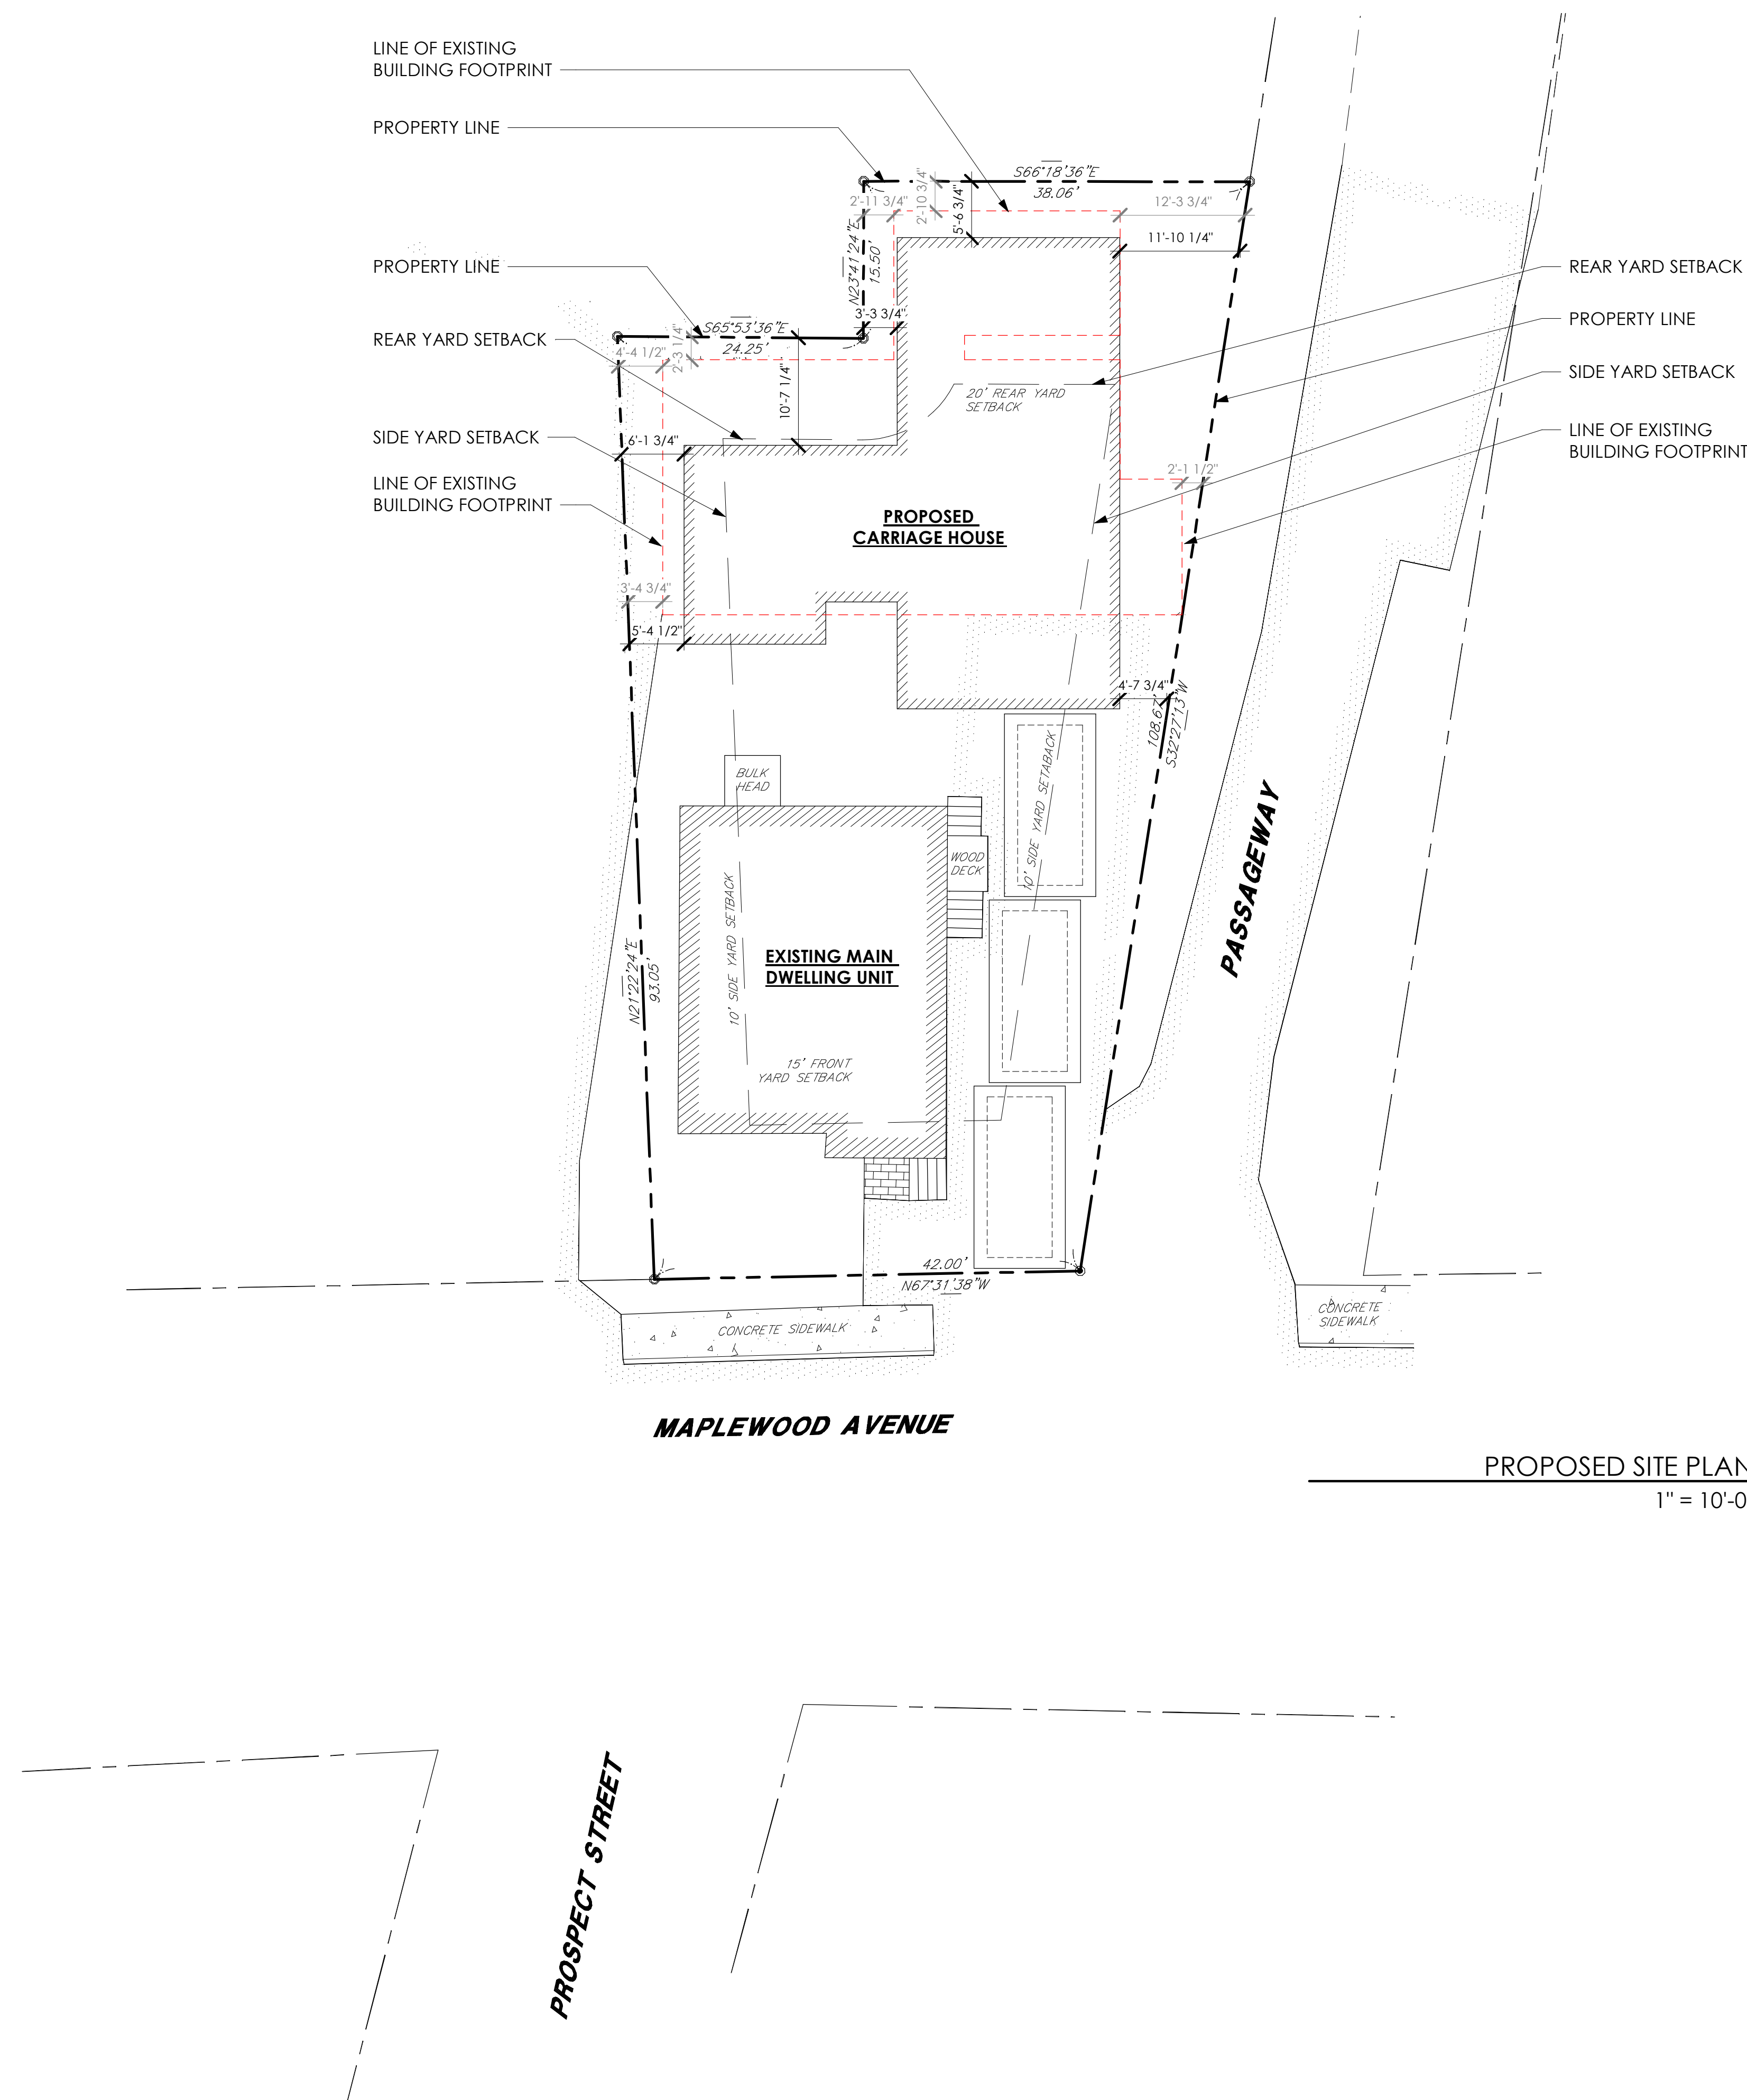 LINE OF EXISTING
BUILDING FOOTPRINT
PROPERTY LINE
S66°18'36"E
38.06'
2'-10 3/4"
5'-6 3/4"
2'-11 3/4"
12'-3 3/4"
11'-10 1/4"
N23°41'24"E
15.50'
PROPERTY LINE
REAR YARD SETBACK
3'-3 3/4"
S65°53'36"E
24.25'
REAR YARD SETBACK
4'-4 1/2"
2'-3 1/4"
10'-7 1/4"
PROPERTY LINE
SIDE YARD SETBACK
20' REAR YARD
SETBACK
SIDE YARD SETBACK
6'-1 3/4"
LINE OF EXISTING
BUILDING FOOTPRINT
LINE OF EXISTING
BUILDING FOOTPRINT
2'-1 1/2"
PROPOSED
CARRIAGE HOUSE
3'-4 3/4"
5'-4 1/2"
4'-7 3/4"
108.67'
S32°27'13"W
BULK
HEAD
10' SIDE YARD SETABACK
WOOD
DECK
PASSAGEWAY
10' SIDE YARD SETBACK
EXISTING MAIN
DWELLING UNIT
N21°22'24"E
93.05'
15' FRONT
YARD SETBACK
42.00'
N67°31'38"W
CONCRETE SIDEWALK
CONCRETE
SIDEWALK
MAPLEWOOD AVENUE
PROPOSED SITE PLAN
1" = 10'-0
PROSPECT STREET